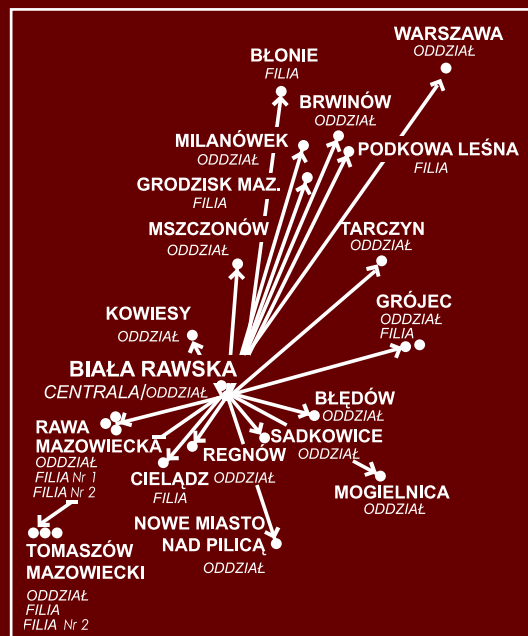 WARSZAWA
ODDZIAŁ
BŁONIE
FILIA
BRWINÓW
ODDZIAŁ
MILANÓWEK
ODDZIAŁ
PODKOWA LEŚNA
FILIA
GRODZISK MAZ.
FILIA
MSZCZONÓW
ODDZIAŁ
TARCZYN
ODDZIAŁ
GRÓJEC
ODDZIAŁ
FILIA
KOWIESY
ODDZIAŁ
BIAŁA RAWSKA
CENTRALA/ODDZIAŁ
BŁĘDÓW
ODDZIAŁ
RAWA
MAZOWIECKA
ODDZIAŁ
FILIA Nr 1
FILIA Nr 2
SADKOWICE
ODDZIAŁ
REGNÓW
ODDZIAŁ
CIELĄDZ
FILIA
MOGIELNICA
ODDZIAŁ
NOWE MIASTO
NAD PILICĄ
ODDZIAŁ
TOMASZÓW
MAZOWIECKI
ODDZIAŁ
FILIA
FILIA Nr 2